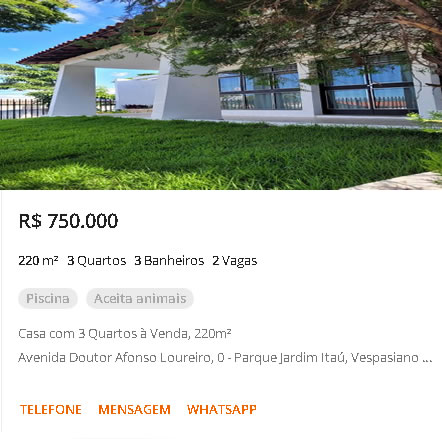 R$ 750.000
220 m² 3 Quartos 3 Banheiros 2 Vagas
Piscina Aceita animais
Casa com 3 Quartos à Venda, 220m²
Avenida Doutor Afonso Loureiro, 0 - Parque Jardim Itaú, Vespasiano ...
TELEFONE MENSAGEM WHATSAPP